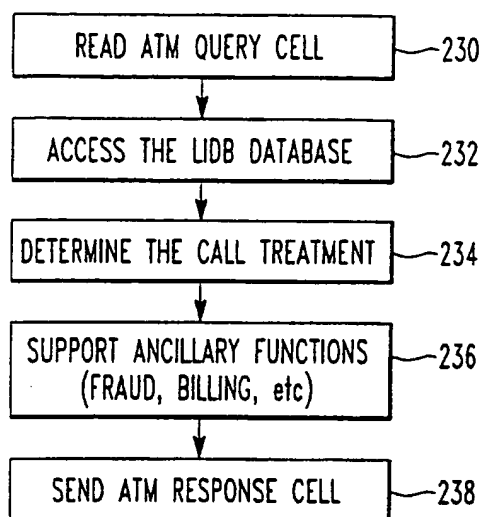 READ ATM QUERY CELL
230
ACCESS THE LIDB DATABASE
232
DETERMINE THE CALL TREATMENT
234
SUPPORT ANCILLARY FUNCTIONS
(FRAUD, BILLING, etc)
236
SEND ATM RESPONSE CELL
238